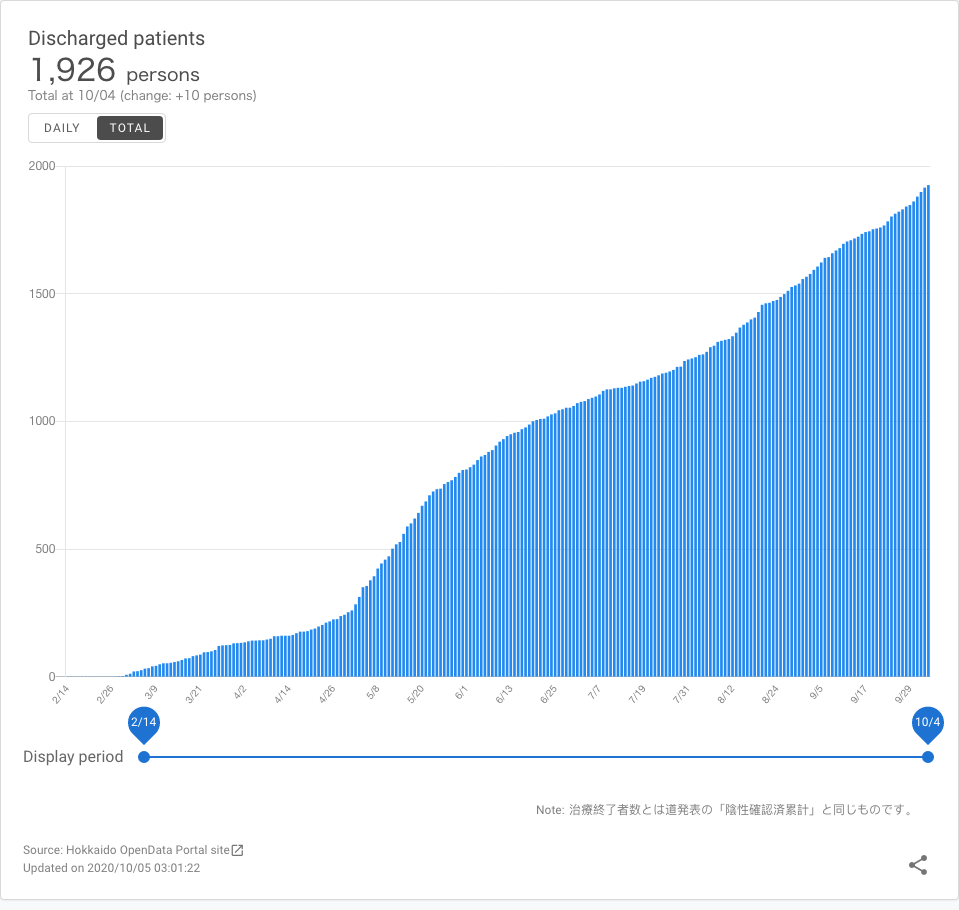 Discharged patients
1,926 persons
Total at 10/04 (change: +10 persons)
DAILY TOTAL
2000
1500
1000
500
0
2/14 2/26 3/9 3/21 4/2 4/14 4/26 5/8 5/20 6/1 6/13 6/25 7/7 7/19 7/31 8/12 8/24 9/5 9/17 9/29
2/14 10/4
Display period
Note: 治療終了者数とは道発表の「陰性確認済累計」と同じものです。
Source: Hokkaido OpenData Portal site
Updated on 2020/10/05 03:01:22